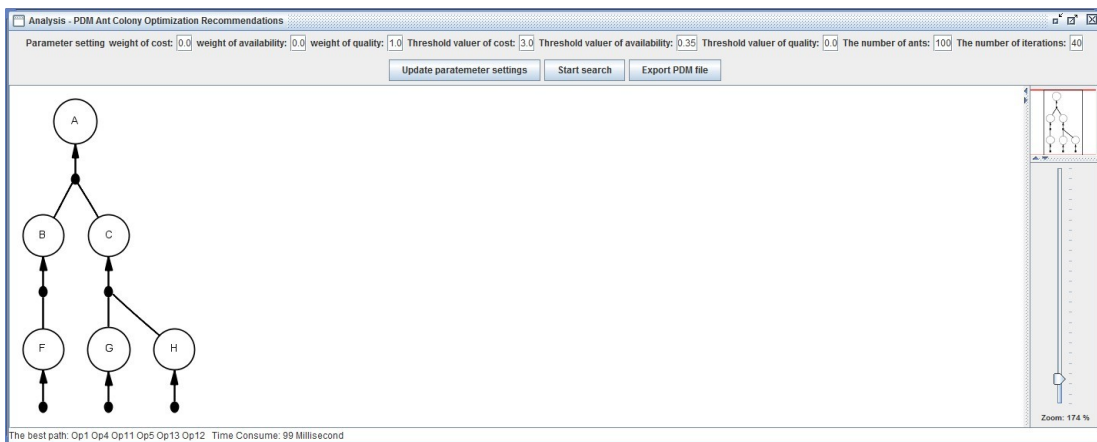 Analysis - PDM Ant Colony Optimization Recommendations
Parameter setting weight of cost: 0.0 weight of availability: 0.0 weight of quality: 1.0 Threshold valuer of cost: 3.0 Threshold valuer of availability: 0.35 Threshold valuer of quality: 0.0 The number of ants: 100 The number of iterations: 40
Update paratemeter settings Start search Export PDM file
A
B C
F G H
Zoom: 174 %
The best path: Op1 Op4 Op11 Op5 Op13 Op12 Time Consume: 99 Millisecond